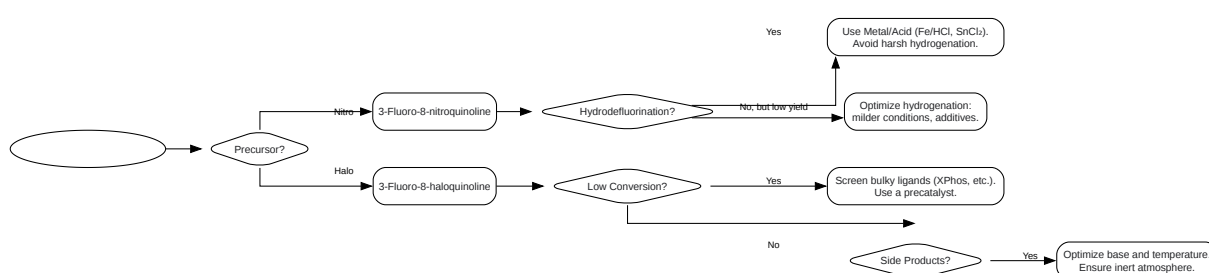 Yes
Use Metal/Acid (Fe/HCl, SnCl₂).
Avoid harsh hydrogenation.
Nitro
3-Fluoro-8-nitroquinoline
Hydrodefluorination?
No, but low yield
Optimize hydrogenation:
milder conditions, additives.
Precursor?
Halo
3-Fluoro-8-haloquinoline
Low Conversion?
Yes
Screen bulky ligands (XPhos, etc.).
Use a precatalyst.
No
Side Products?
Yes
Optimize base and temperature.
Ensure inert atmosphere.